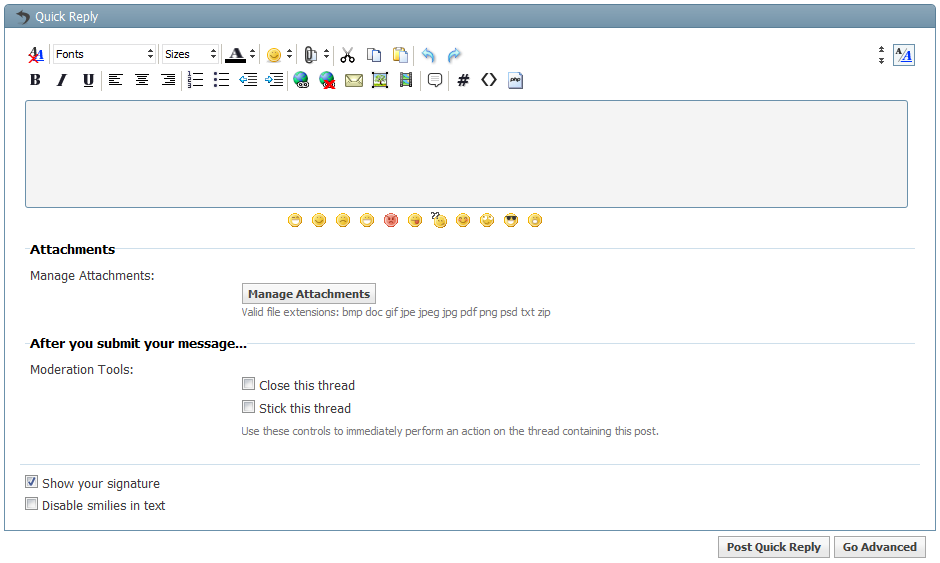 Quick Reply
Fonts Sizes A A/A
B I U # <> php
??
Attachments
Manage Attachments:
Manage Attachments
Valid file extensions: bmp doc gif jpe jpeg jpg pdf png psd txt zip
After you submit your message...
Moderation Tools:
Close this thread
Stick this thread
Use these controls to immediately perform an action on the thread containing this post.
Show your signature
Disable smilies in text
Post Quick Reply Go Advanced